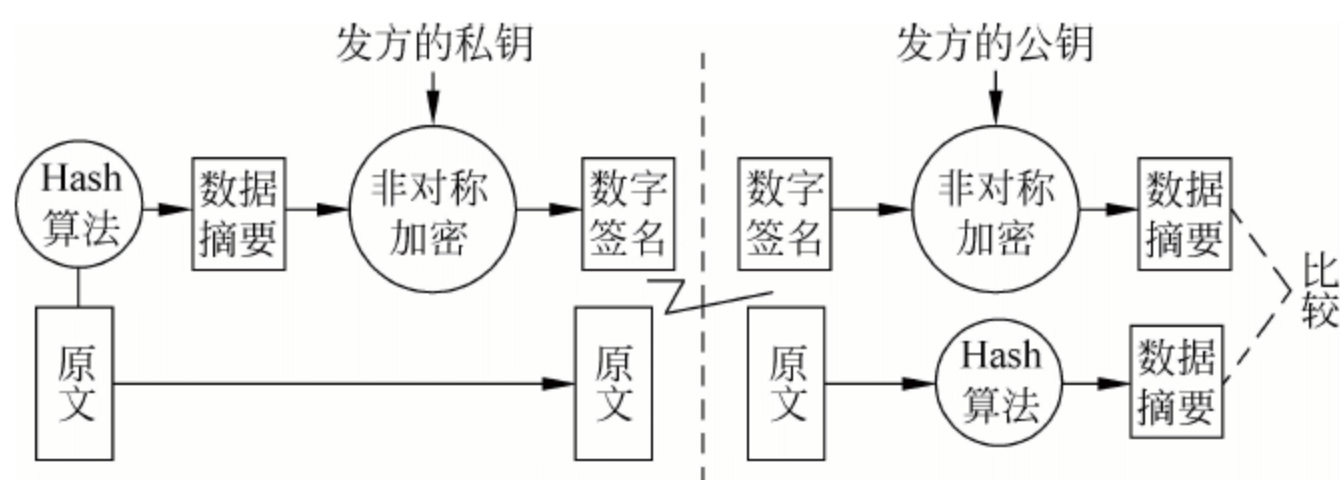 发方的私钥
发方的公钥
Hash
算法
数据
摘要
非对称
加密
数字
签名
数字
签名
非对称
加密
数据
摘要
比
较
原
文
原
文
原
文
Hash
算法
数据
摘要